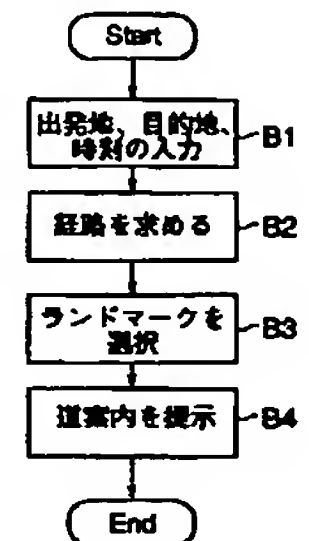 Start
出発地、目的地、
時刻の入力
B1
経路を求める
B2
ランドマークを
選択
B3
道案内を提示
B4
End